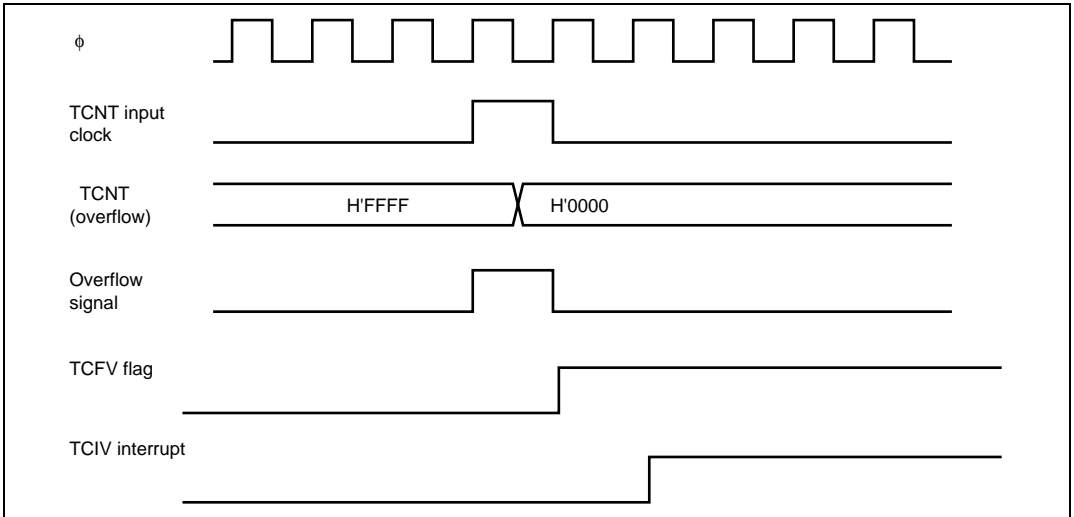 ϕ
TCNT input
clock
TCNT
(overflow)
H'FFFF
H'0000
Overflow
signal
TCFV flag
TCIV interrupt